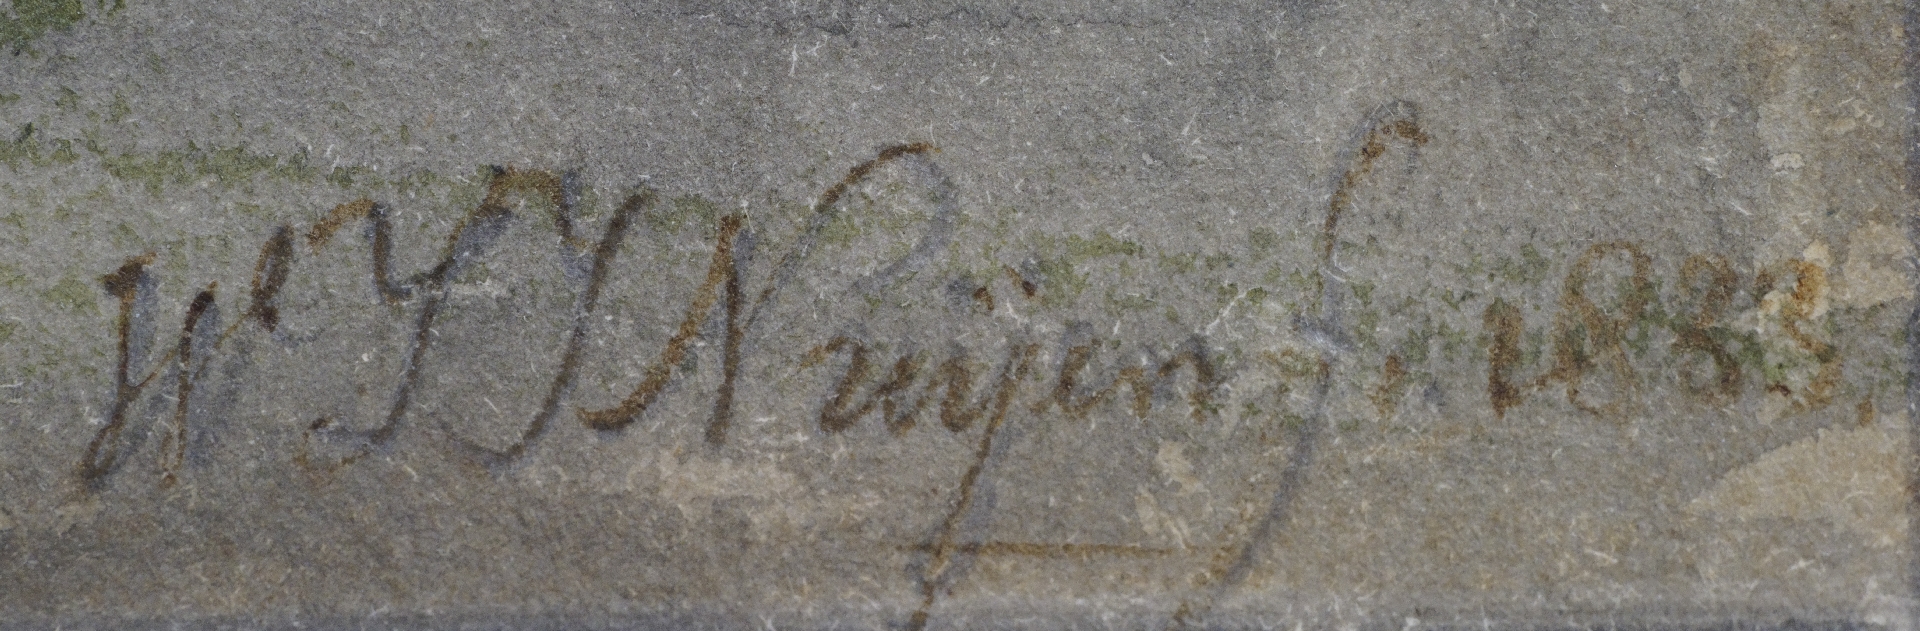 W J J Nuijen f. 1833.